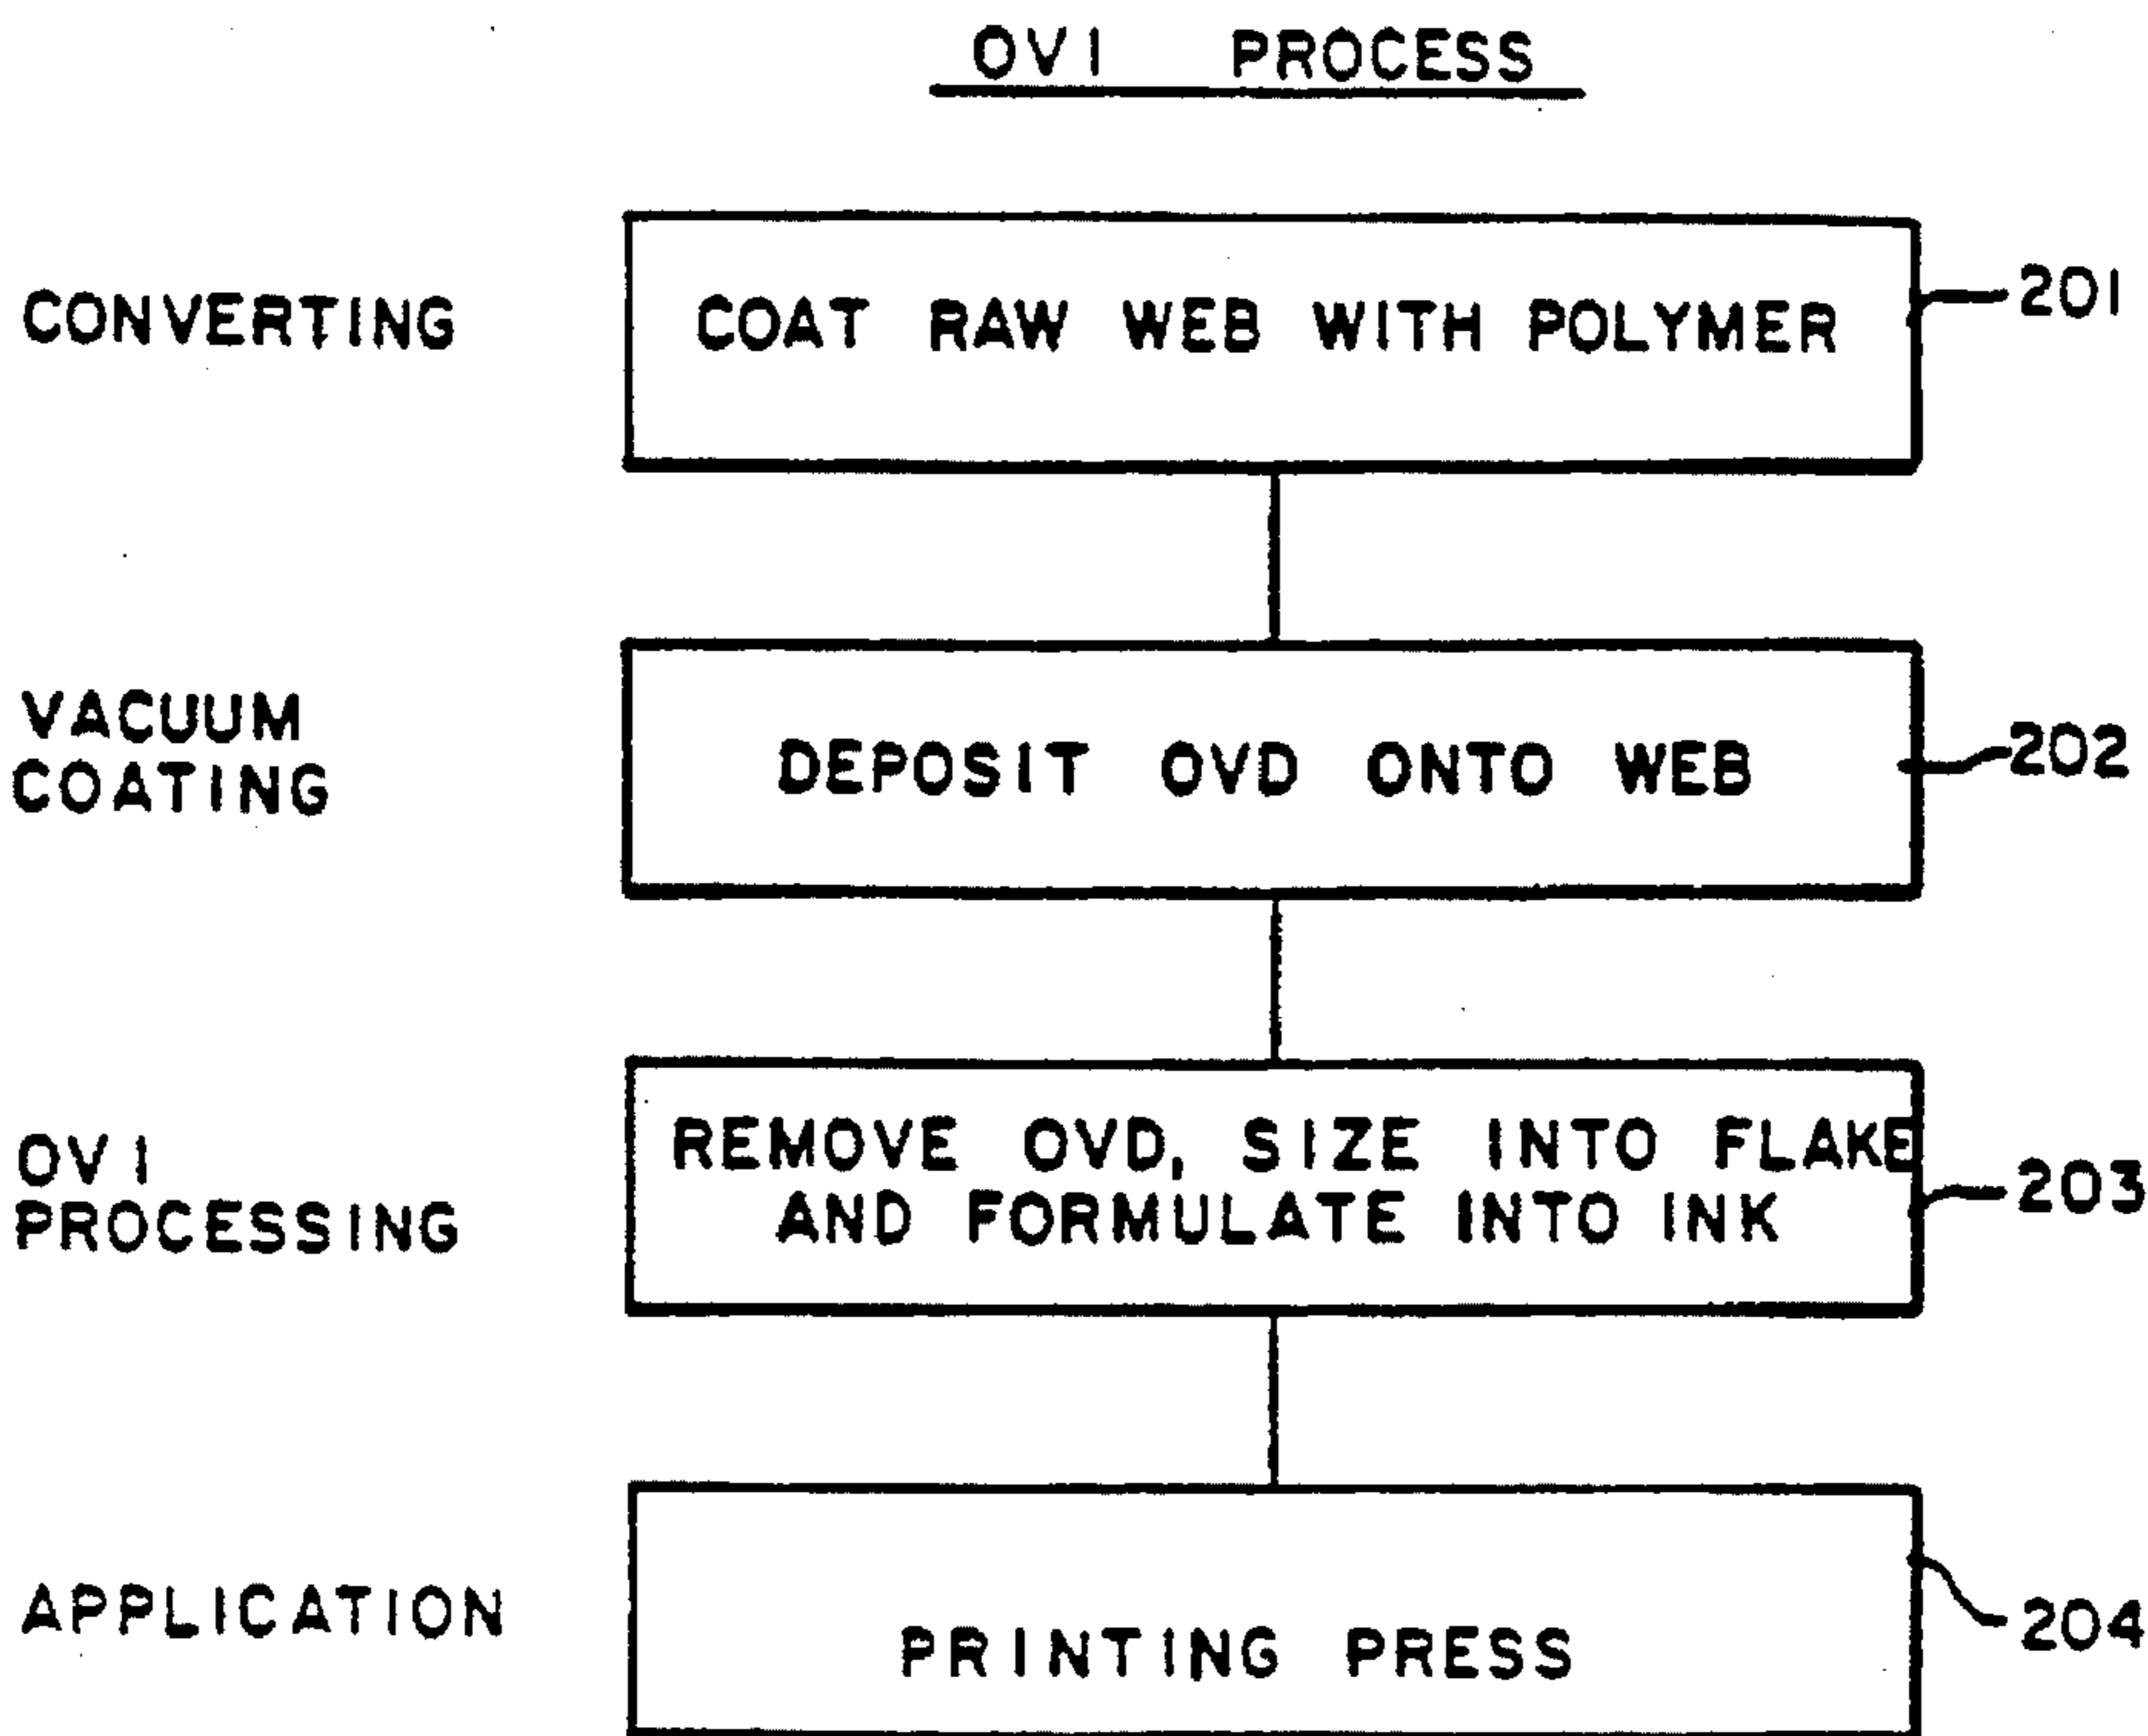 OVI PROCESS
CONVERTING
COAT RAW WEB WITH POLYMER
201
VACUUM
COATING
DEPOSIT OVD ONTO WEB
202
OVI
PROCESSING
REMOVE OVD, SIZE INTO FLAKE
AND FORMULATE INTO INK
203
APPLICATION
PRINTING PRESS
204